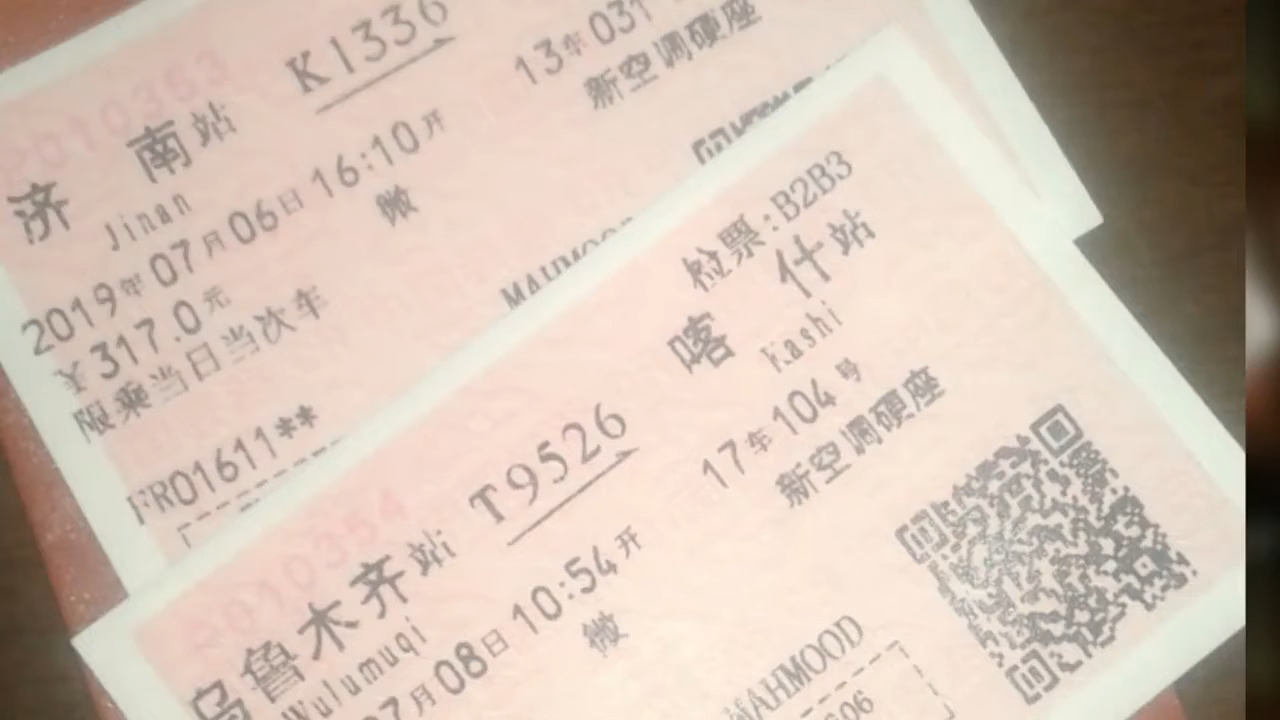 济南站 K1336 13车031
Jinan 新空调硬座
2019年07月06日16:10开
¥317.0元 微
限乘当日当次车
FR01611**
检票:B2B3
乌鲁木齐站 T9526 喀什站
Wulumuqi Kashi
07月08日10:54开 17车104号
微 新空调硬座
MAHMOOD